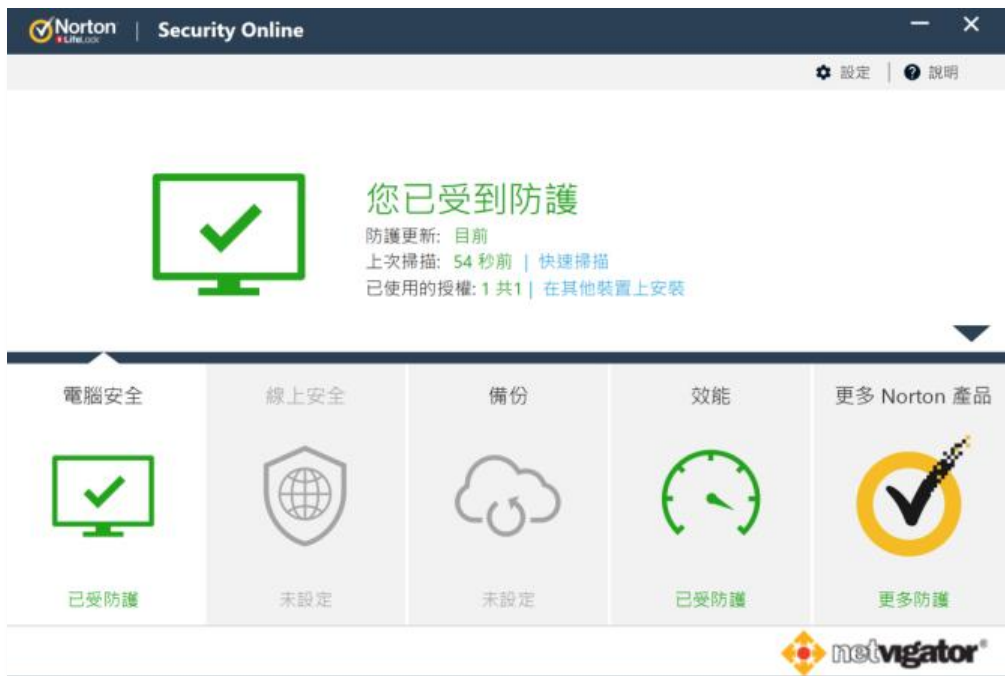 Norton LifeLock | Security Online
設定 | 說明
您已受到防護
防護更新: 目前
上次掃描: 54 秒前 | 快速掃描
已使用的授權: 1 共1 | 在其他裝置上安裝
電腦安全 線上安全 備份 效能 更多 Norton 產品
已受防護 未設定 未設定 已受防護 更多防護
netvigator®